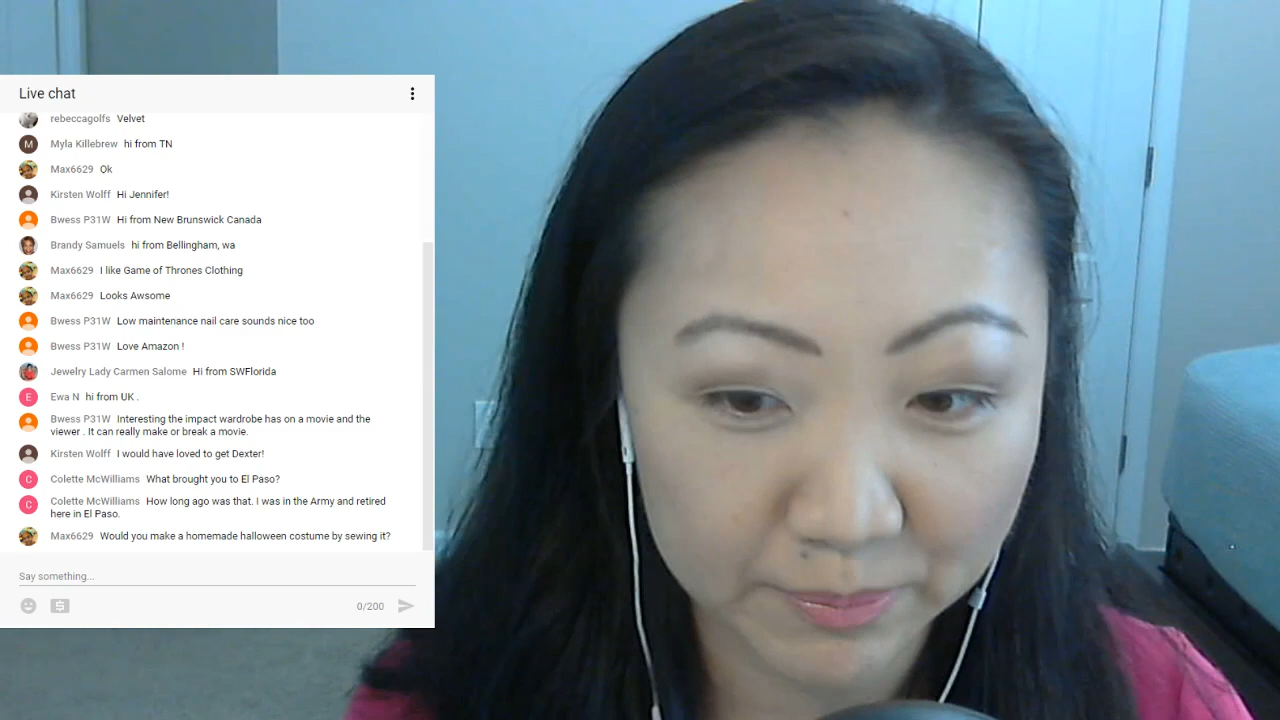 Live chat
rebeccagolfs Velvet
M Myla Killebrew hi from TN
Max6629 Ok
Kirsten Wolff Hi Jennifer!
Bwess P31W Hi from New Brunswick Canada
Brandy Samuels hi from Bellingham, wa
Max6629 I like Game of Thrones Clothing
Max6629 Looks Awsome
Bwess P31W Low maintenance nail care sounds nice too
Bwess P31W Love Amazon !
Jewelry Lady Carmen Salome Hi from SWFlorida
E Ewa N hi from UK .
Bwess P31W Interesting the impact wardrobe has on a movie and the
viewer . It can really make or break a movie.
Kirsten Wolff I would have loved to get Dexter!
C Colette McWilliams What brought you to El Paso?
C Colette McWilliams How long ago was that. I was in the Army and retired
here in El Paso.
Max6629 Would you make a homemade halloween costume by sewing it?
Say something...
$ 0/200